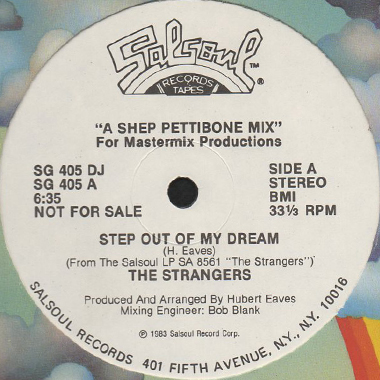 Salsoul TM
RECORDS ®
TAPES
"A SHEP PETTIBONE MIX"
For Mastermix Productions
SG 405 DJ
SG 405 A
6:35
NOT FOR SALE
SIDE A
STEREO
BMI
33⅓ RPM
STEP OUT OF MY DREAM
(H. Eaves)
(From The Salsoul LP SA 8561 "The Strangers")
THE STRANGERS
Produced and Arranged By Hubert Eaves
Mixing Engineer: Bob Blank
℗ 1983 Salsoul Record Corp.
SALSOUL RECORDS 401 FIFTH AVENUE, N.Y., N.Y. 10016